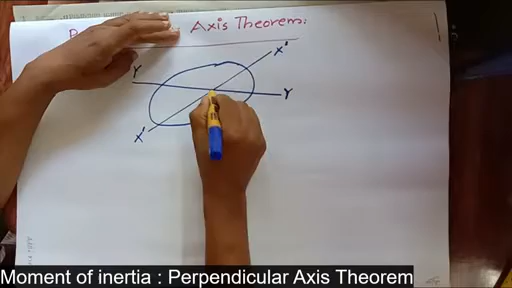 Axis Theorem:
X'
Y
Y
X'
Moment of inertia : Perpendicular Axis Theorem